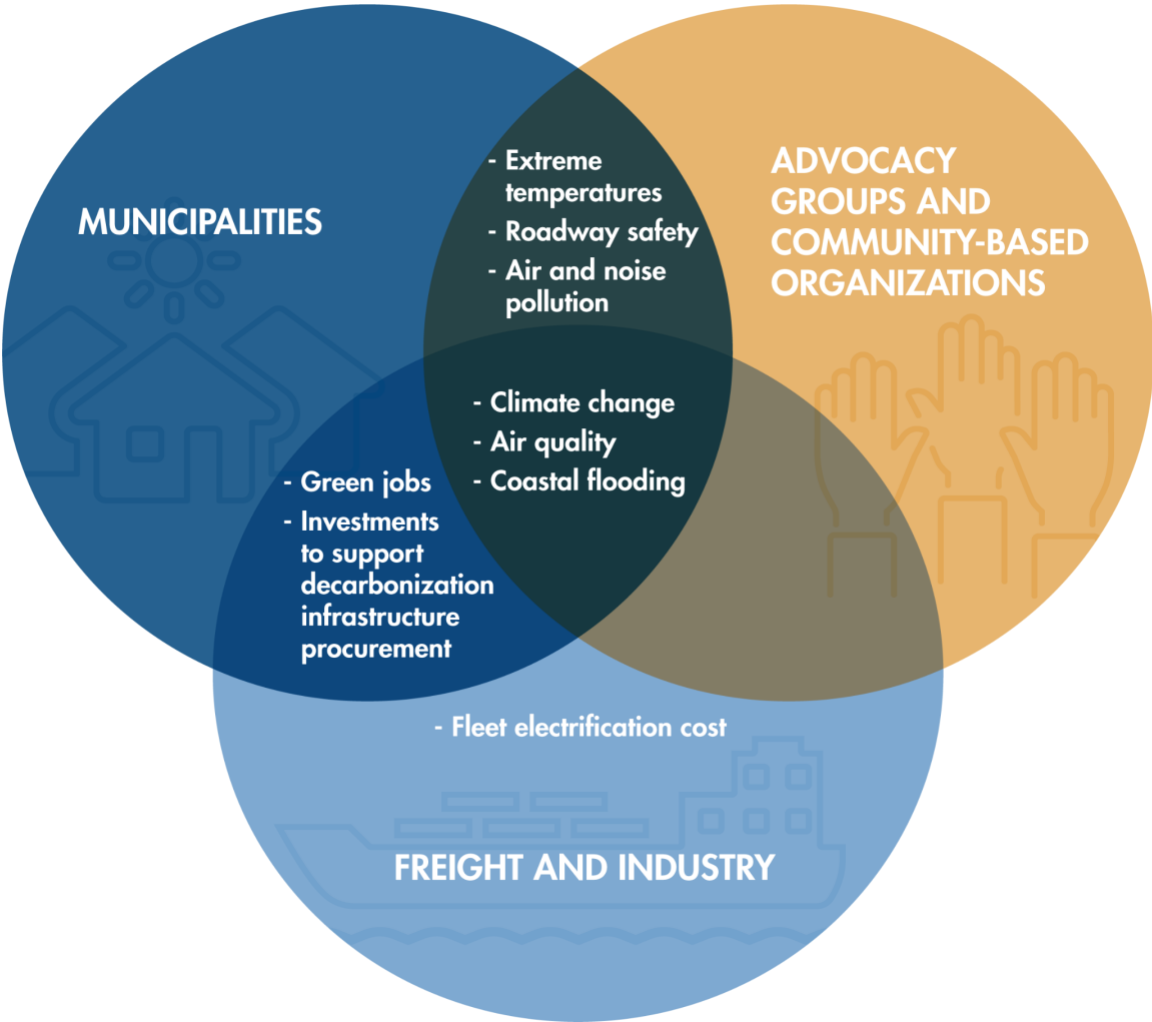 MUNICIPALITIES
- Extreme
temperatures
- Roadway safety
- Air and noise
pollution
ADVOCACY
GROUPS AND
COMMUNITY-BASED
ORGANIZATIONS
- Climate change
- Air quality
- Coastal flooding
- Green jobs
- Investments
to support
decarbonization
infrastructure
procurement
- Fleet electrification cost
FREIGHT AND INDUSTRY